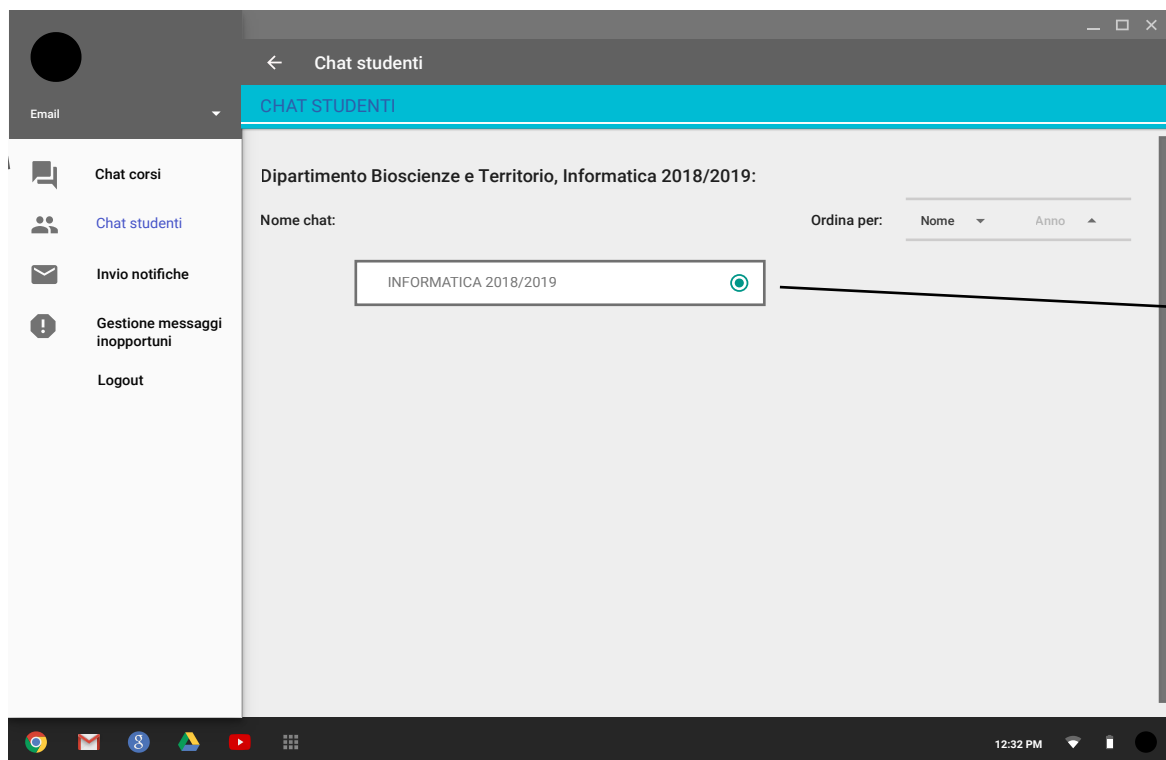 Chat studenti
Email
CHAT STUDENTI
Chat corsi
Chat studenti
Invio notifiche
Gestione messaggi
inopportuni
Logout
Dipartimento Bioscienze e Territorio, Informatica 2018/2019:
Nome chat:
Ordina per: Nome Anno
INFORMATICA 2018/2019
12:32 PM